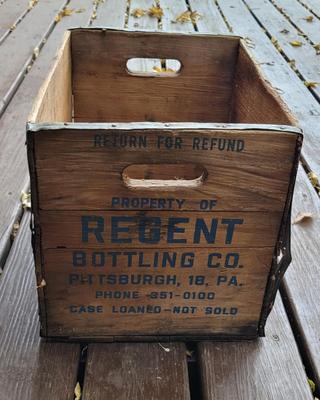 RETURN FOR REFUND
PROPERTY OF
REGENT
BOTTLING CO.
PITTSBURGH, 18, PA.
PHONE -351-0100
CASE LOANED-NOT SOLD